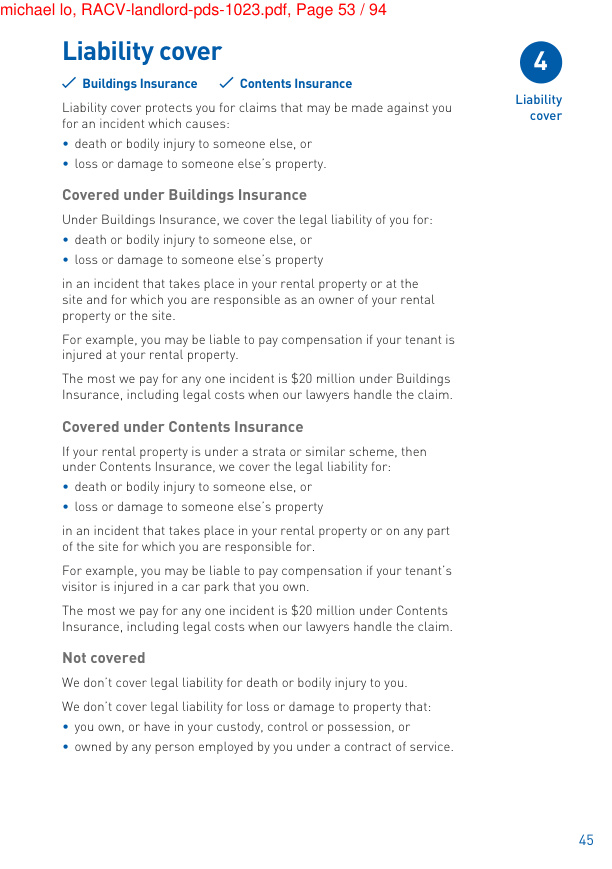 michael lo, RACV-landlord-pds-1023.pdf, Page 53 / 94
Liability cover
4
✓ Buildings Insurance ✓ Contents Insurance
Liability
cover
Liability cover protects you for claims that may be made against you
for an incident which causes:
• death or bodily injury to someone else, or
• loss or damage to someone else's property.
Covered under Buildings Insurance
Under Buildings Insurance, we cover the legal liability of you for:
• death or bodily injury to someone else, or
• loss or damage to someone else's property
in an incident that takes place in your rental property or at the
site and for which you are responsible as an owner of your rental
property or the site.
For example, you may be liable to pay compensation if your tenant is
injured at your rental property.
The most we pay for any one incident is $20 million under Buildings
Insurance, including legal costs when our lawyers handle the claim.
Covered under Contents Insurance
If your rental property is under a strata or similar scheme, then
under Contents Insurance, we cover the legal liability for:
• death or bodily injury to someone else, or
• loss or damage to someone else's property
in an incident that takes place in your rental property or on any part
of the site for which you are responsible for.
For example, you may be liable to pay compensation if your tenant's
visitor is injured in a car park that you own.
The most we pay for any one incident is $20 million under Contents
Insurance, including legal costs when our lawyers handle the claim.
Not covered
We don't cover legal liability for death or bodily injury to you.
We don't cover legal liability for loss or damage to property that:
• you own, or have in your custody, control or possession, or
• owned by any person employed by you under a contract of service.
45